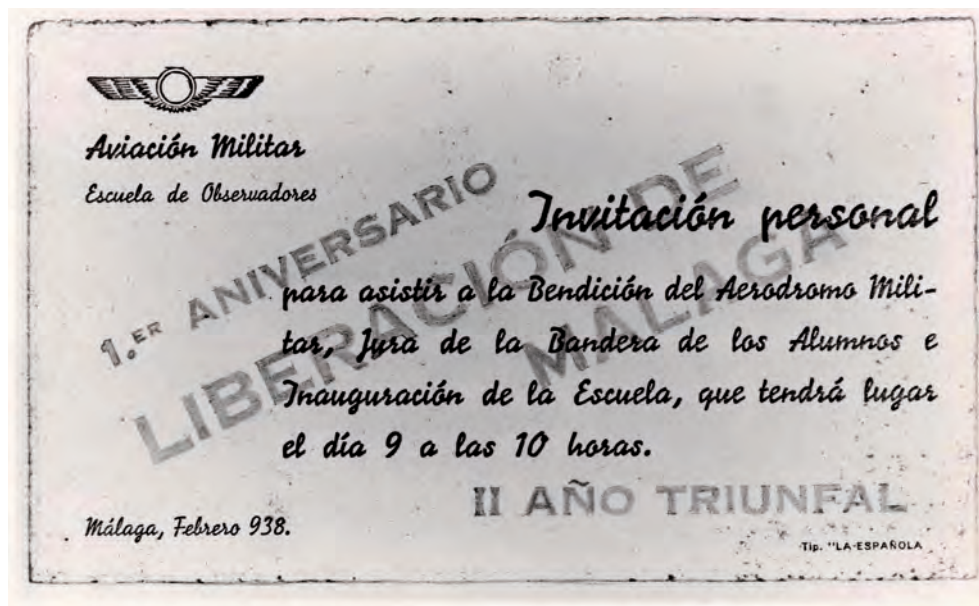 Aviación Militar
Escuela de Observadores
1.ER ANIVERSARIO
LIBERACIÓN DE
MALAGA
Invitación personal
para asistir a la Bendición del Aerodromo Mili-
tar, Jura de la Bandera de los Alumnos e
Inauguración de la Escuela, que tendrá lugar
el día 9 a las 10 horas.
II AÑO TRIUNFAL
Málaga, Febrero 938.
Tip. "LA-ESPAÑOLA